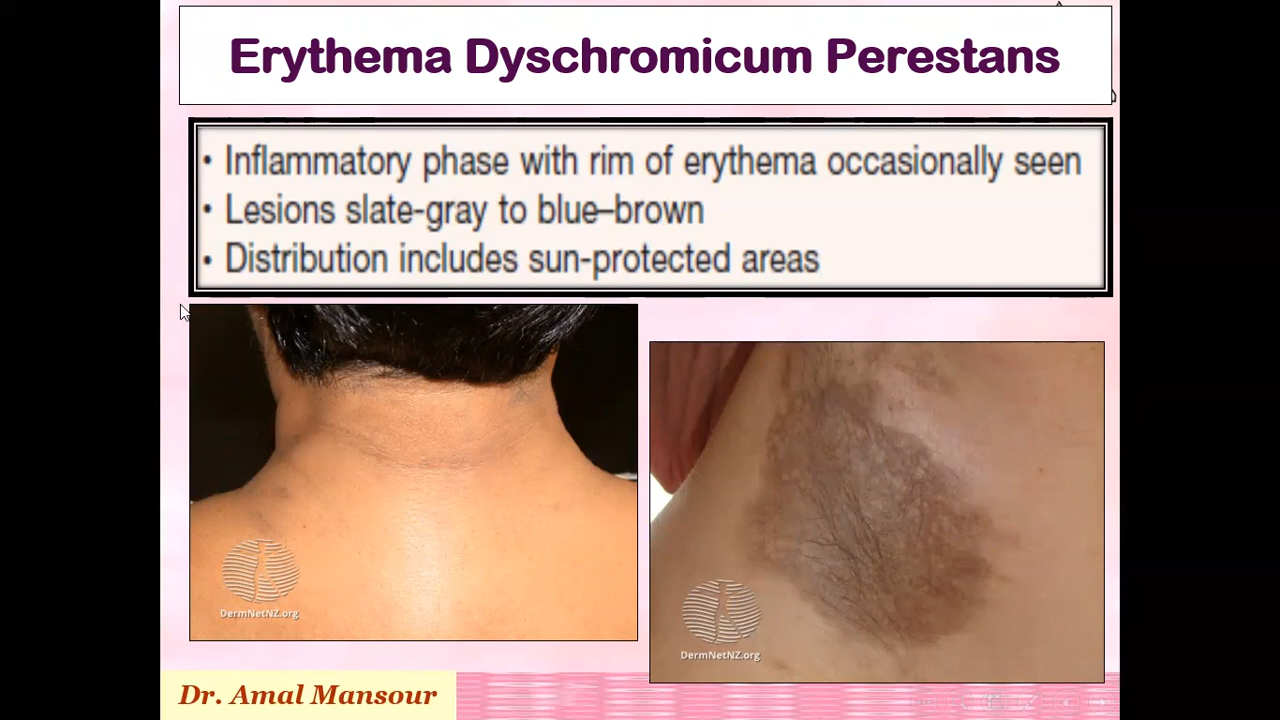 Erythema Dyschromicum Perestans
• Inflammatory phase with rim of erythema occasionally seen
• Lesions slate-gray to blue–brown
• Distribution includes sun-protected areas
DermNetNZ.org
DermNetNZ.org
Dr. Amal Mansour